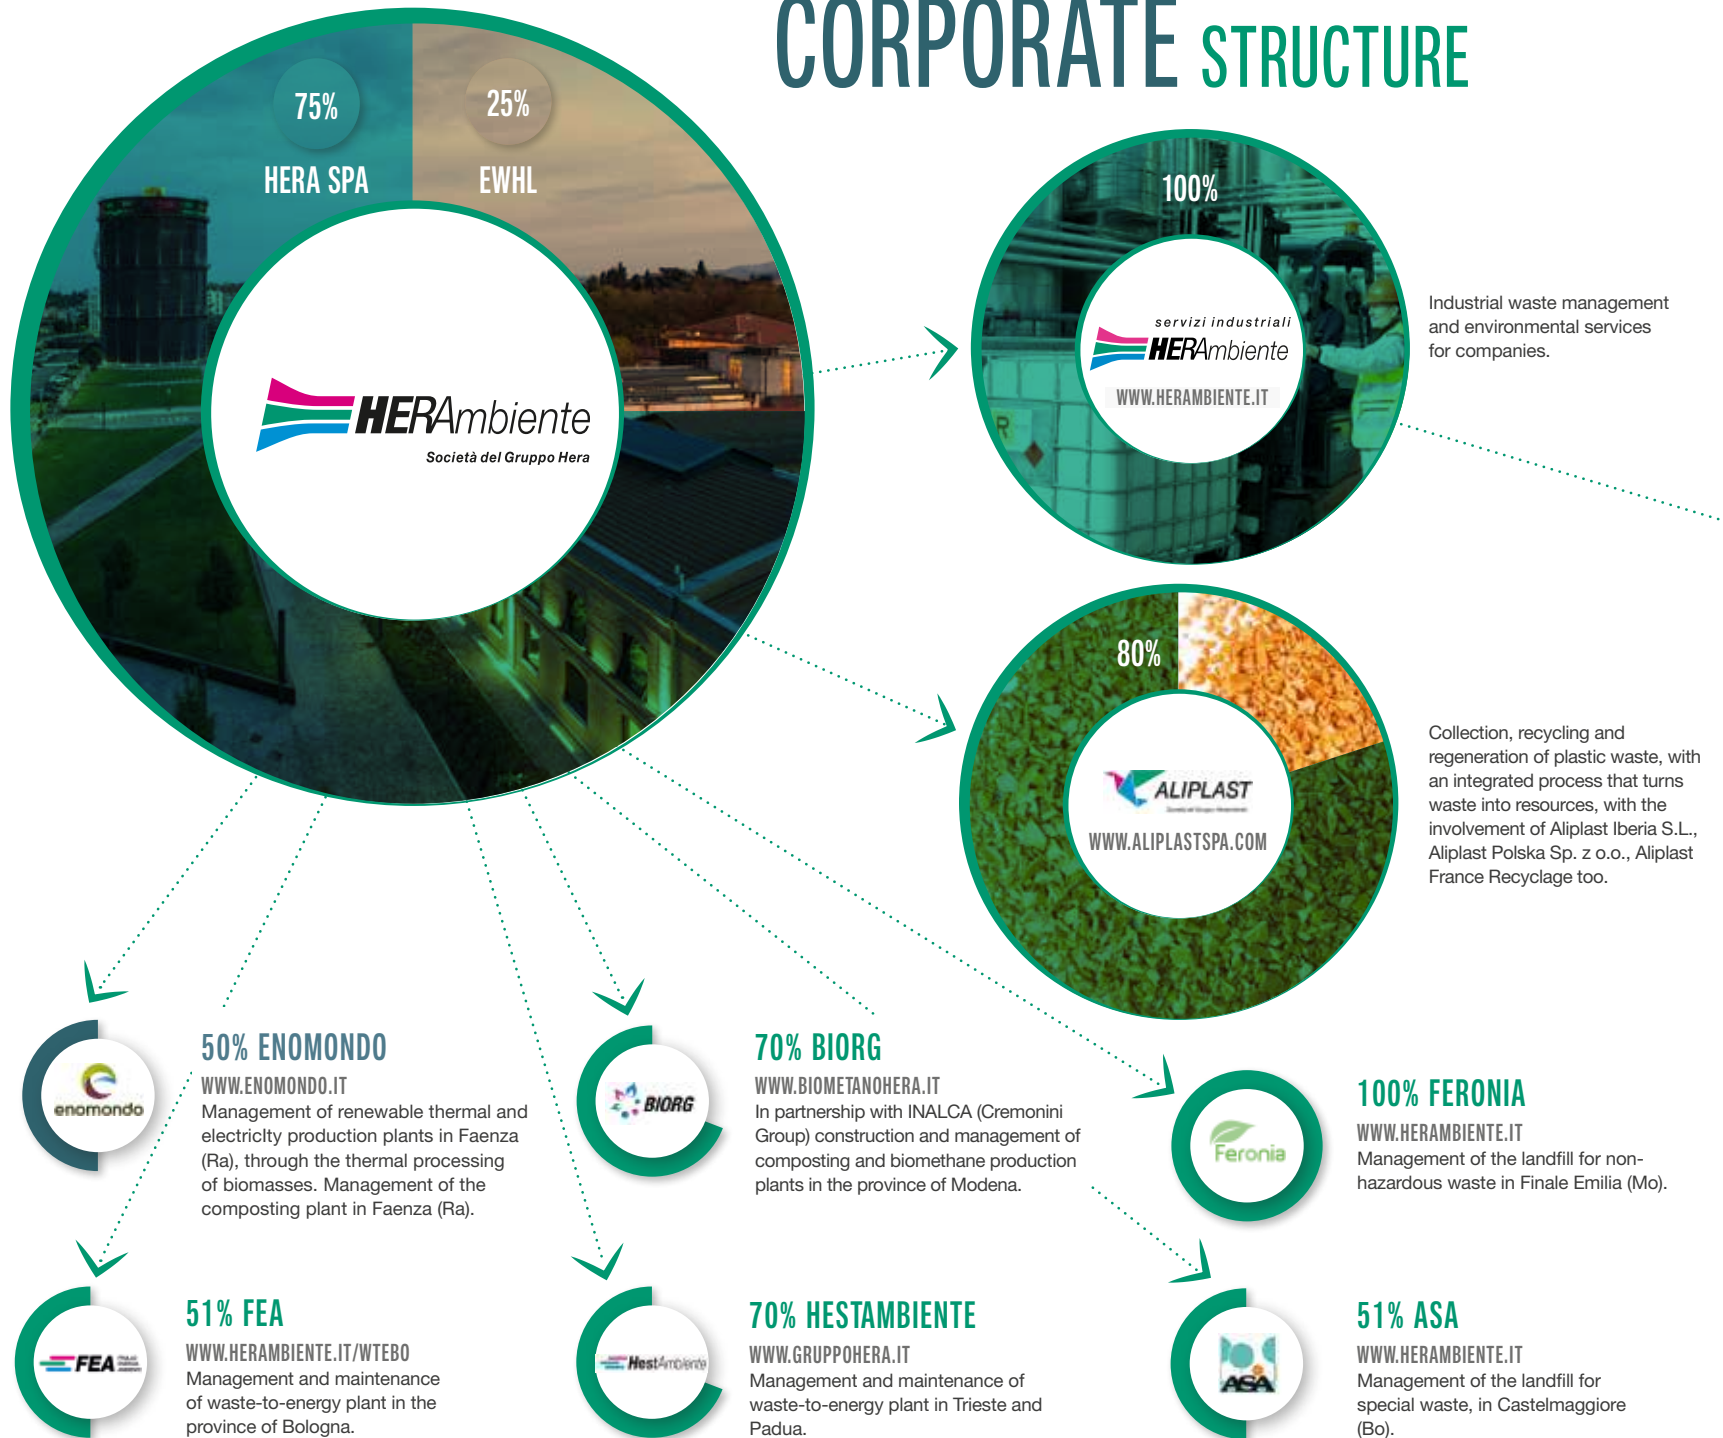 CORPORATE STRUCTURE
75%
HERA SPA
25%
EWHL
HERAmbiente
Società del Gruppo Hera
100%
servizi industriali
HERAmbiente
WWW.HERAMBIENTE.IT
Industrial waste management
and environmental services
for companies.
80%
ALIPLAST
WWW.ALIPLASTSPA.COM
Collection, recycling and
regeneration of plastic waste, with
an integrated process that turns
waste into resources, with the
involvement of Aliplast Iberia S.L.,
Aliplast Polska Sp. z o.o., Aliplast
France Recyclage too.
enomondo
50% ENOMONDO
WWW.ENOMONDO.IT
Management of renewable thermal and
electricIty production plants in Faenza
(Ra), through the thermal processing
of biomasses. Management of the
composting plant in Faenza (Ra).
BIORG
70% BIORG
WWW.BIOMETANOHERA.IT
In partnership with INALCA (Cremonini
Group) construction and management of
composting and biomethane production
plants in the province of Modena.
Feronia
100% FERONIA
WWW.HERAMBIENTE.IT
Management of the landfill for non-
hazardous waste in Finale Emilia (Mo).
FEA
51% FEA
WWW.HERAMBIENTE.IT/WTEBO
Management and maintenance
of waste-to-energy plant in the
province of Bologna.
HestAmbiente
70% HESTAMBIENTE
WWW.GRUPPOHERA.IT
Management and maintenance of
waste-to-energy plant in Trieste and
Padua.
ASA
51% ASA
WWW.HERAMBIENTE.IT
Management of the landfill for
special waste, in Castelmaggiore
(Bo).